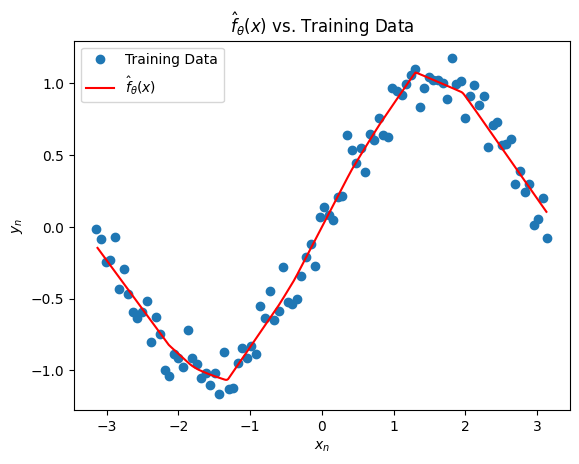 f̂θ(x) vs. Training Data
Training Data
f̂θ(x)
1.0
0.5
0.0
−0.5
−1.0
yn
−3 −2 −1 0 1 2 3
xn